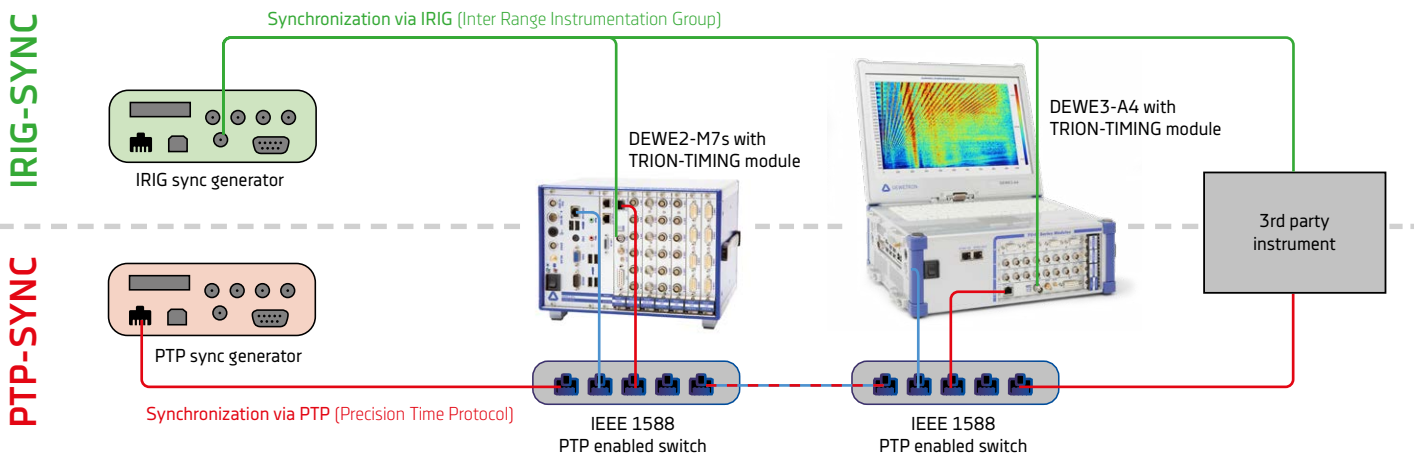 IRIG-SYNC
Synchronization via IRIG (Inter Range Instrumentation Group)
IRIG sync generator
DEWE2-M7s with
TRION-TIMING module
DEWE3-A4 with
TRION-TIMING module
DEWETRON
3rd party
instrument
PTP-SYNC
PTP sync generator
Synchronization via PTP (Precision Time Protocol)
IEEE 1588
PTP enabled switch
IEEE 1588
PTP enabled switch